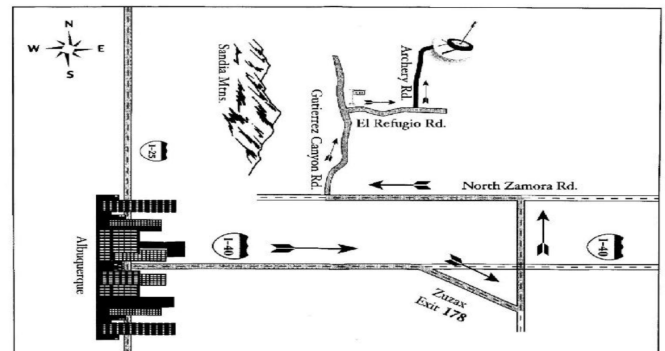 N
W E
S
Sandia Mtns.
Archery Rd.
Gutierrez Canyon Rd.
El Refugio Rd.
I-25
North Zamora Rd.
Albuquerque
I-40
I-40
Zuzax
Exit 178